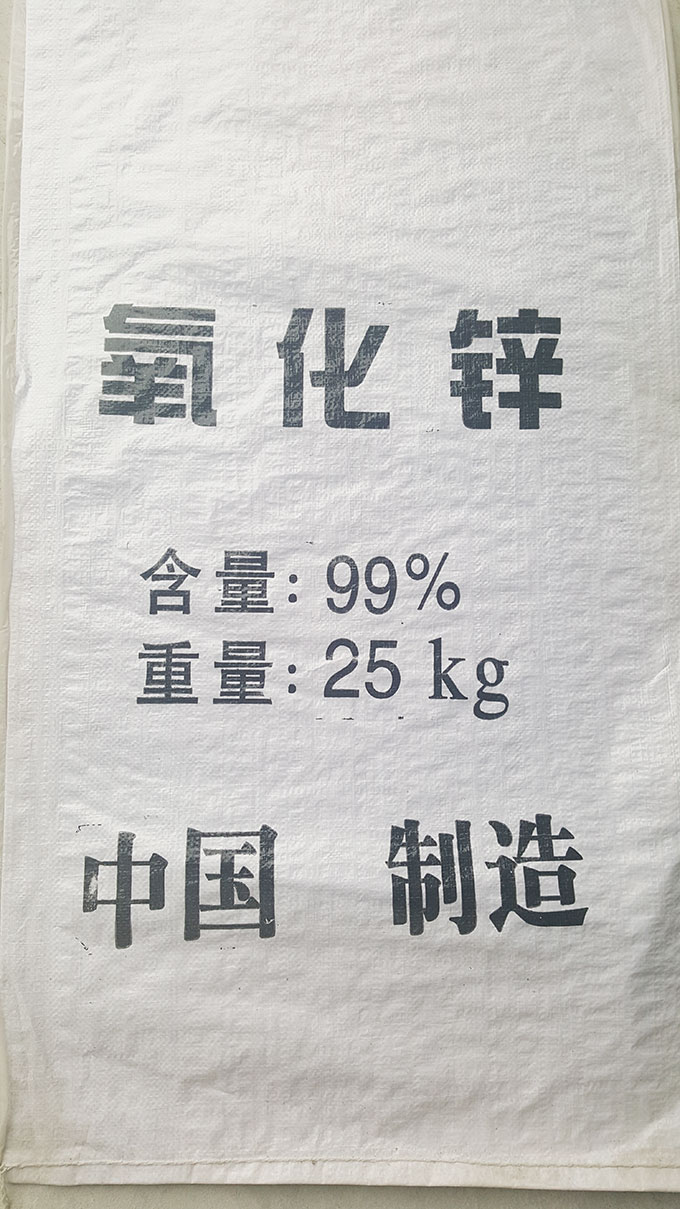 氧化锌
含量: 99%
重量: 25 kg
中国 制造